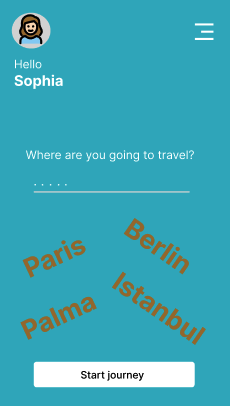 Hello
Sophia
Where are you going to travel?
. . . . .
Paris
Berlin
Palma
Istanbul
Start journey